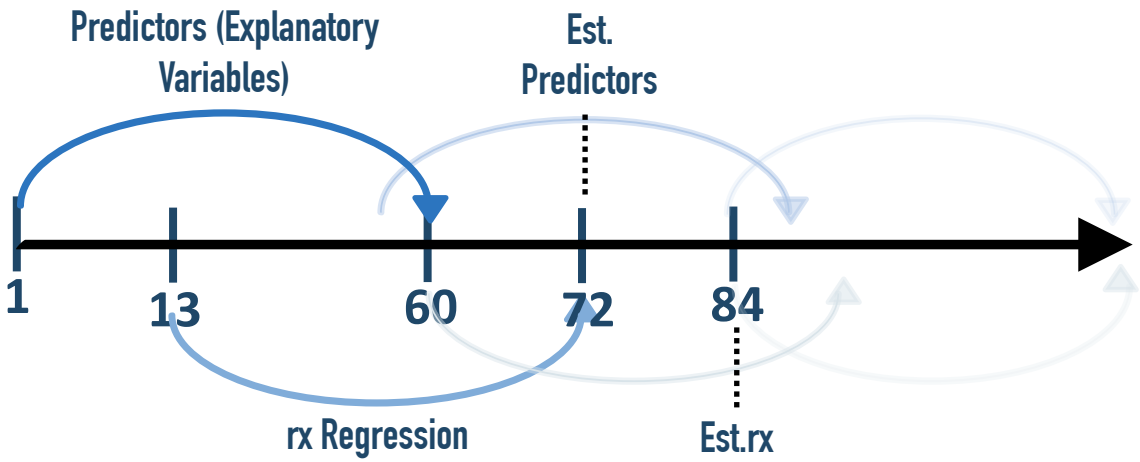 Predictors (Explanatory
Variables)
Est.
Predictors
1
13
60
72
84
rx Regression
Est.rx